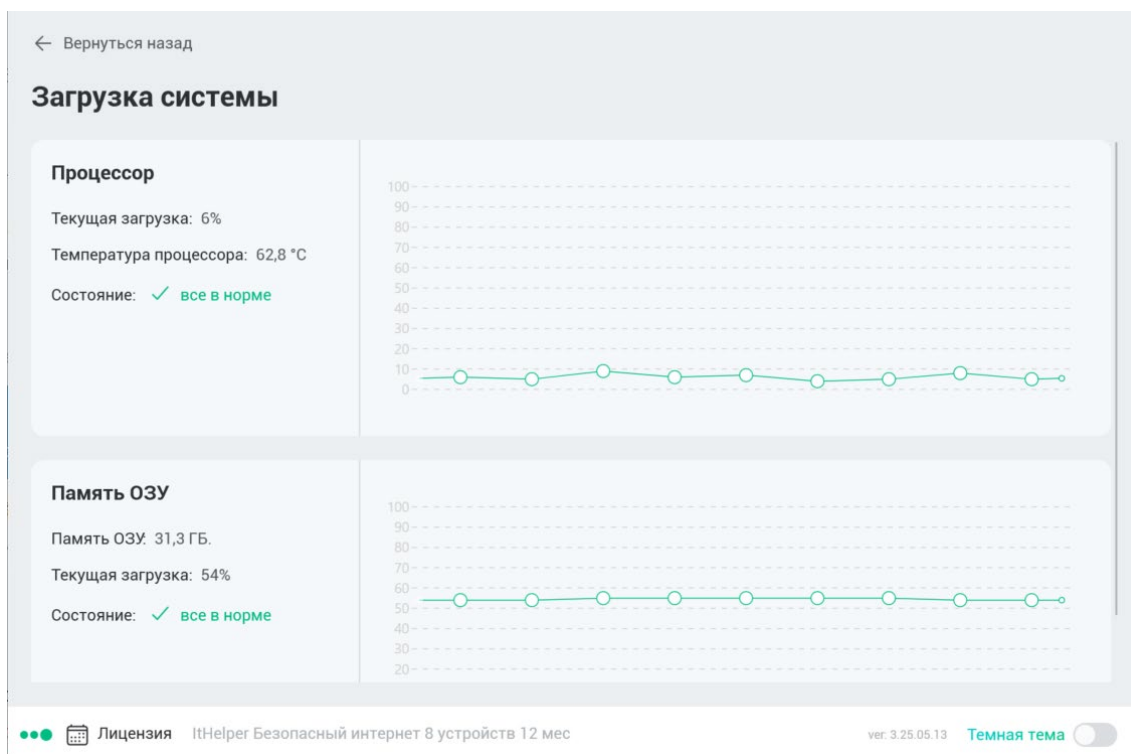 ← Вернуться назад
Загрузка системы
Процессор
Текущая загрузка: 6%
Температура процессора: 62,8 °C
Состояние: ✓ все в норме
100
90
80
70
60
50
40
30
20
10
0
Память ОЗУ
Память ОЗУ: 31,3 ГБ.
Текущая загрузка: 54%
Состояние: ✓ все в норме
100
90
80
70
60
50
40
30
20
Лицензия ItHelper Безопасный интернет 8 устройств 12 мес ver: 3.25.05.13 Темная тема